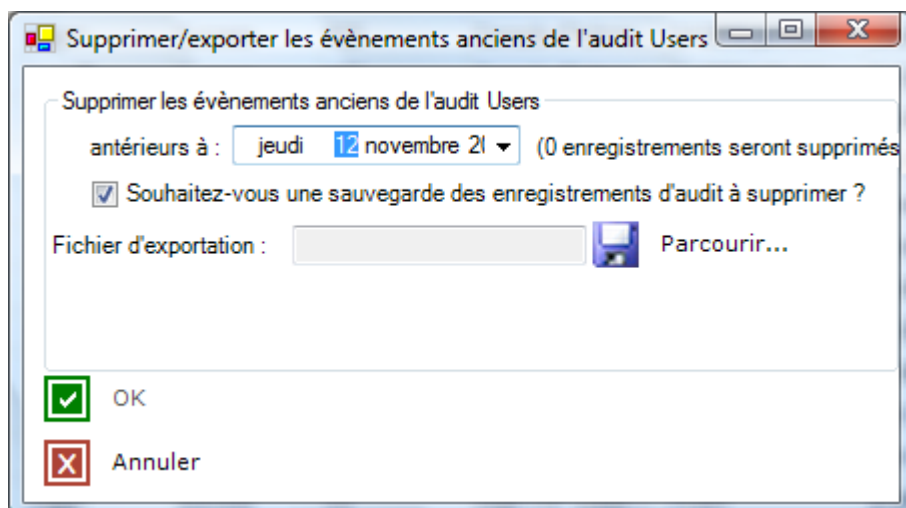 Supprimer/exporter les évènements anciens de l'audit Users
Supprimer les évènements anciens de l'audit Users
antérieurs à : jeudi 12 novembre (0 enregistrements seront supprimés
Souhaitez-vous une sauvegarde des enregistrements d'audit à supprimer ?
Fichier d'exportation : Parcourir...
OK
Annuler